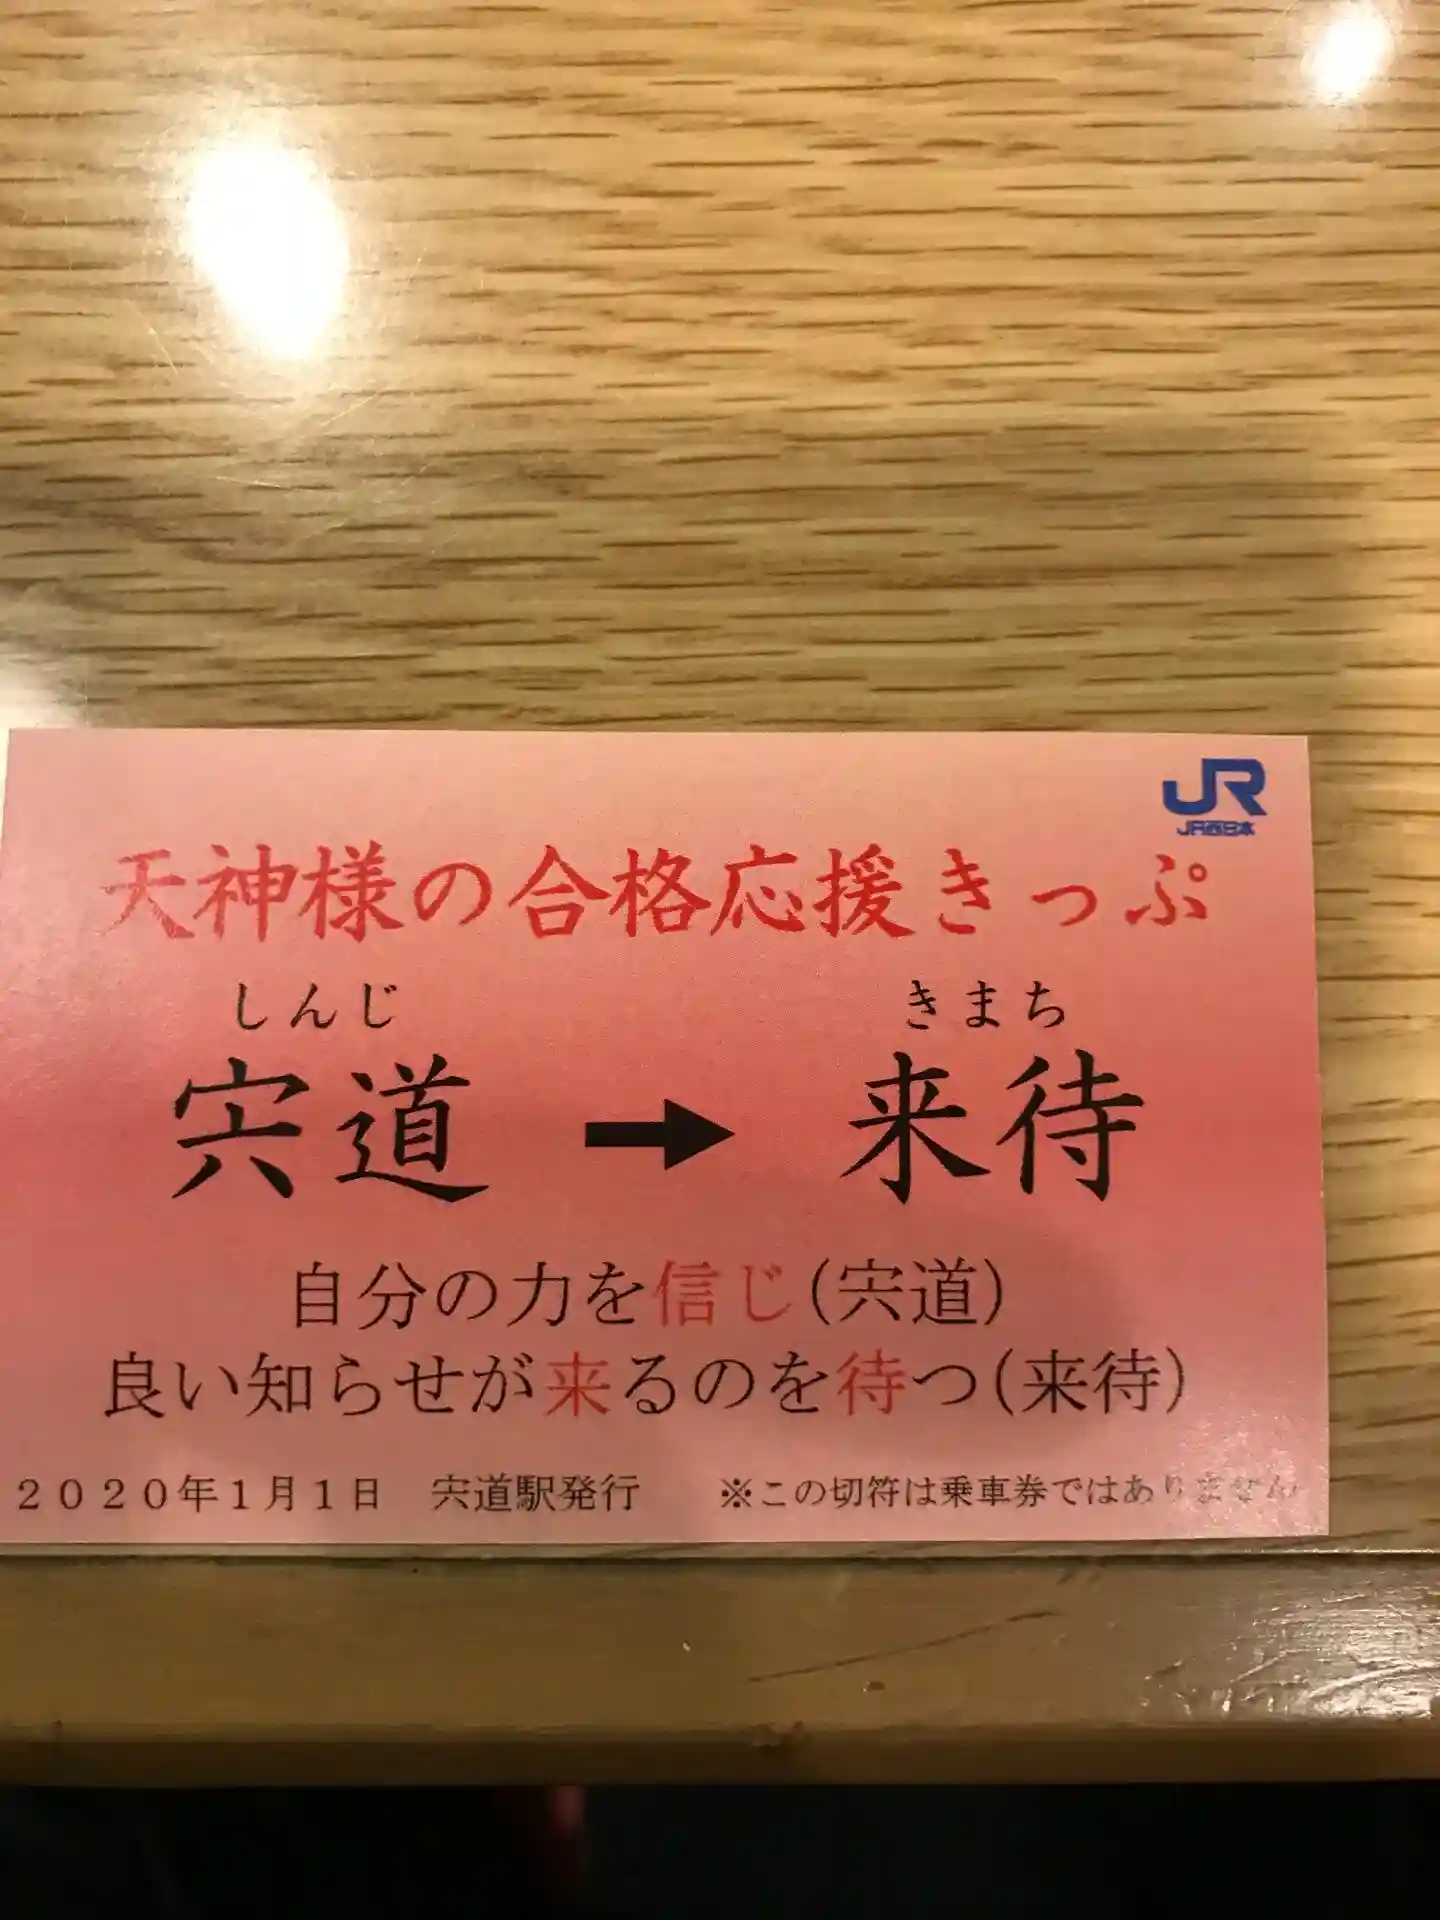 JR
JR西日本
天神様の合格応援きっぷ
しんじ きまち
宍道 → 来待
自分の力を信じ(宍道)
良い知らせが来るのを待つ(来待)
2020年1月1日 宍道駅発行 ※この切符は乗車券ではありません